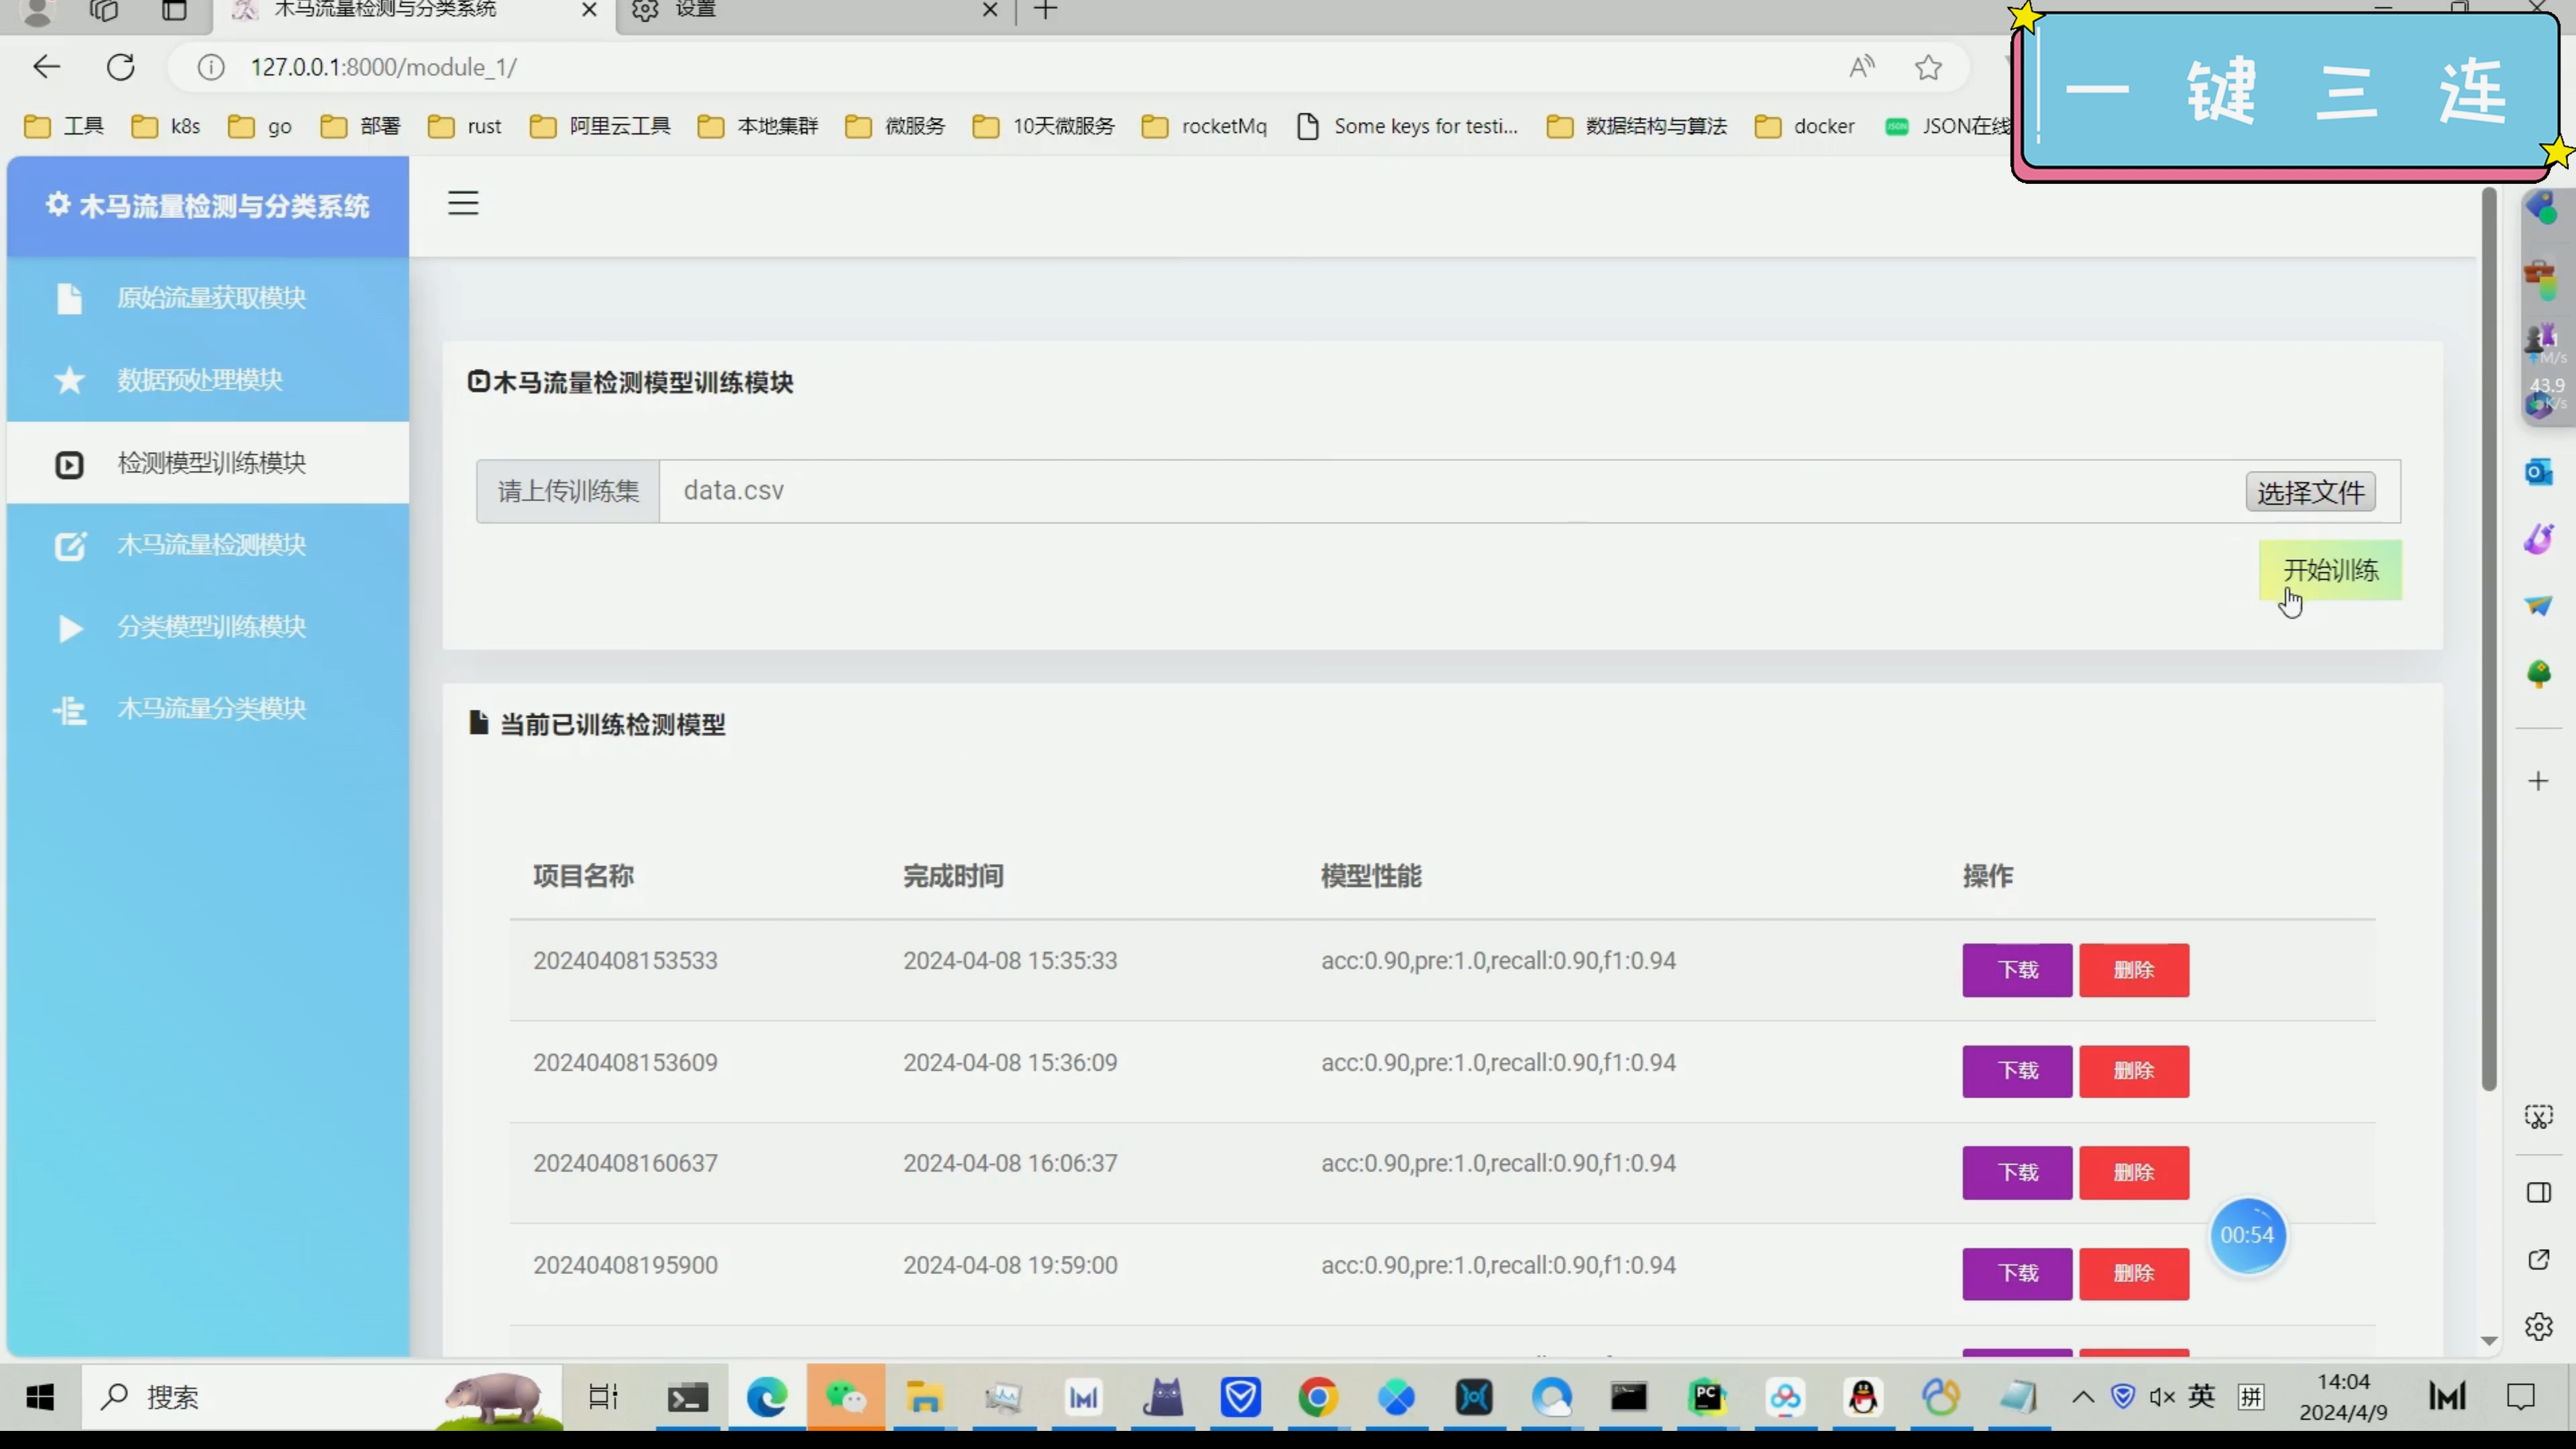 木马流量检测与分类系统
设置
127.0.0.1:8000/module_1/
一键三连
工具
k8s
go
部署
rust
阿里云工具
本地集群
微服务
10天微服务
rocketMq
Some keys for testi...
数据结构与算法
docker
JSON在线
木马流量检测与分类系统
原始流量获取模块
数据预处理模块
检测模型训练模块
木马流量检测模块
分类模型训练模块
木马流量分类模块
木马流量检测模型训练模块
请上传训练集
data.csv
选择文件
开始训练
当前已训练检测模型
项目名称 完成时间 模型性能 操作
20240408153533 2024-04-08 15:35:33 acc:0.90,pre:1.0,recall:0.90,f1:0.94 下载 删除
20240408153609 2024-04-08 15:36:09 acc:0.90,pre:1.0,recall:0.90,f1:0.94 下载 删除
20240408160637 2024-04-08 16:06:37 acc:0.90,pre:1.0,recall:0.90,f1:0.94 下载 删除
20240408195900 2024-04-08 19:59:00 acc:0.90,pre:1.0,recall:0.90,f1:0.94 下载 删除
00:54
43.9
搜索
英
拼
14:04
2024/4/9